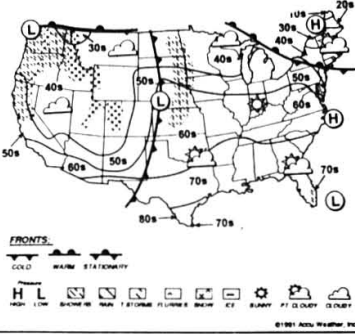 L
10s
20s
H
30s
30s
40s
40s
50s
50s
40s
L
60s
H
60s
50s
60s
50s
70s
70s
80s
70s
L
FRONTS:
COLD WARM STATIONARY
Pressure
H L
HIGH LOW SHOWERS RAIN T-STORMS FLURRIES SNOW ICE SUNNY PT. CLOUDY CLOUDY
©1991 Accu Weather, Inc.